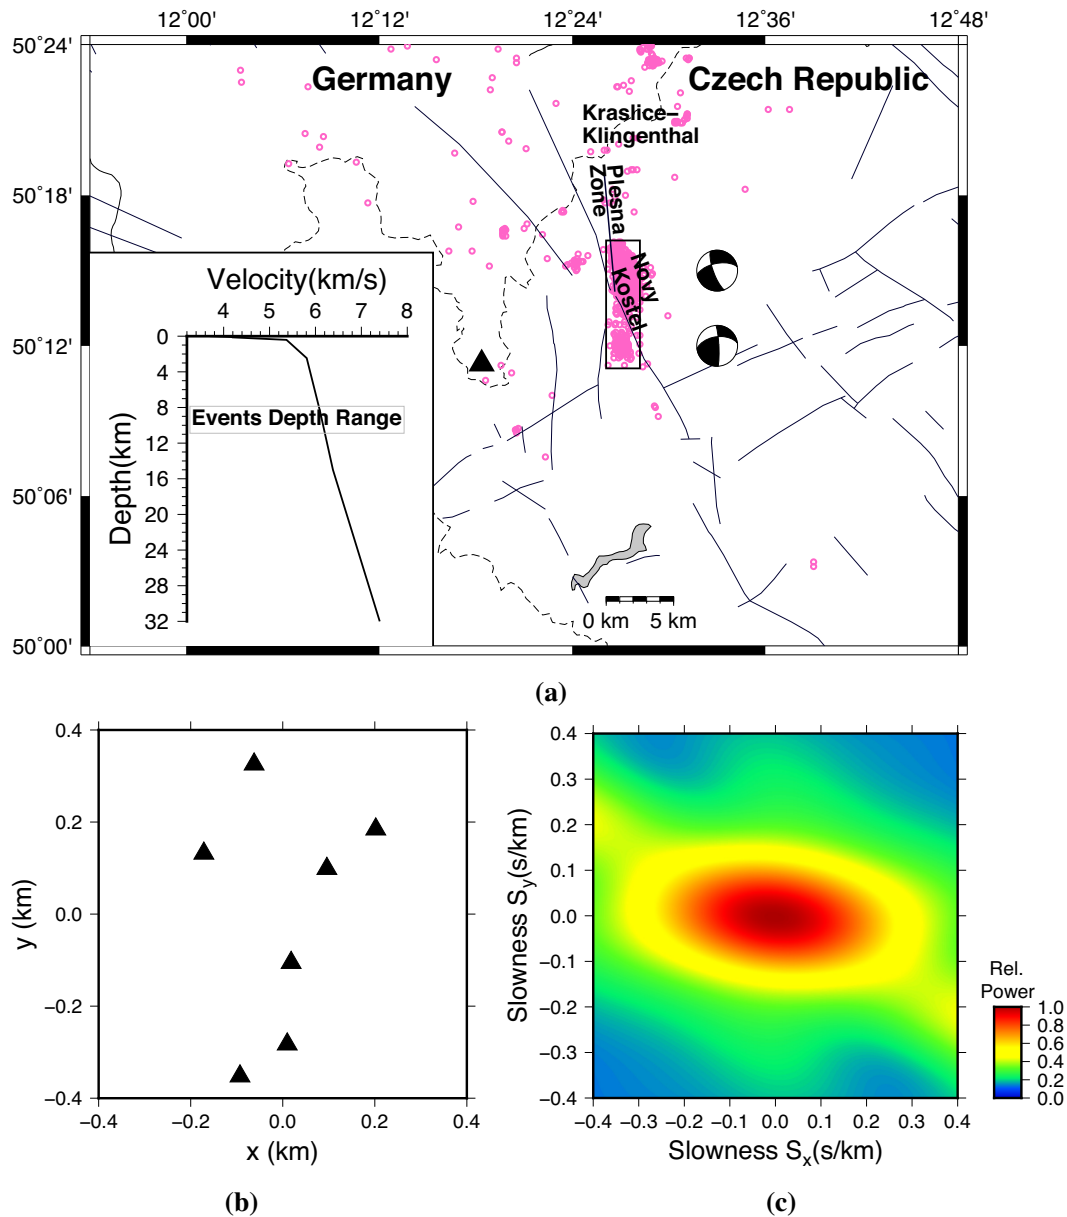 12°00' 12°12' 12°24' 12°36' 12°48'
50°24'
Germany
Czech Republic
Kraslice–
Klingenthal
50°18'
Plesna
Zone
Novy
Kostel
50°12'
50°06'
50°00'
Velocity(km/s)
4 5 6 7 8
0
4
8
12
16
20
24
28
32
Depth(km)
Events Depth Range
0 km 5 km
(a)
0.4
0.2
0.0
−0.2
−0.4
y (km)
−0.4 −0.2 0.0 0.2 0.4
x (km)
(b)
0.4
0.3
0.2
0.1
0.0
−0.1
−0.2
−0.3
−0.4
Slowness Sy(s/km)
−0.4 −0.3 −0.2 −0.1 0.0 0.1 0.2 0.3 0.4
Slowness Sx(s/km)
Rel.
Power
1.0
0.8
0.6
0.4
0.2
0.0
(c)